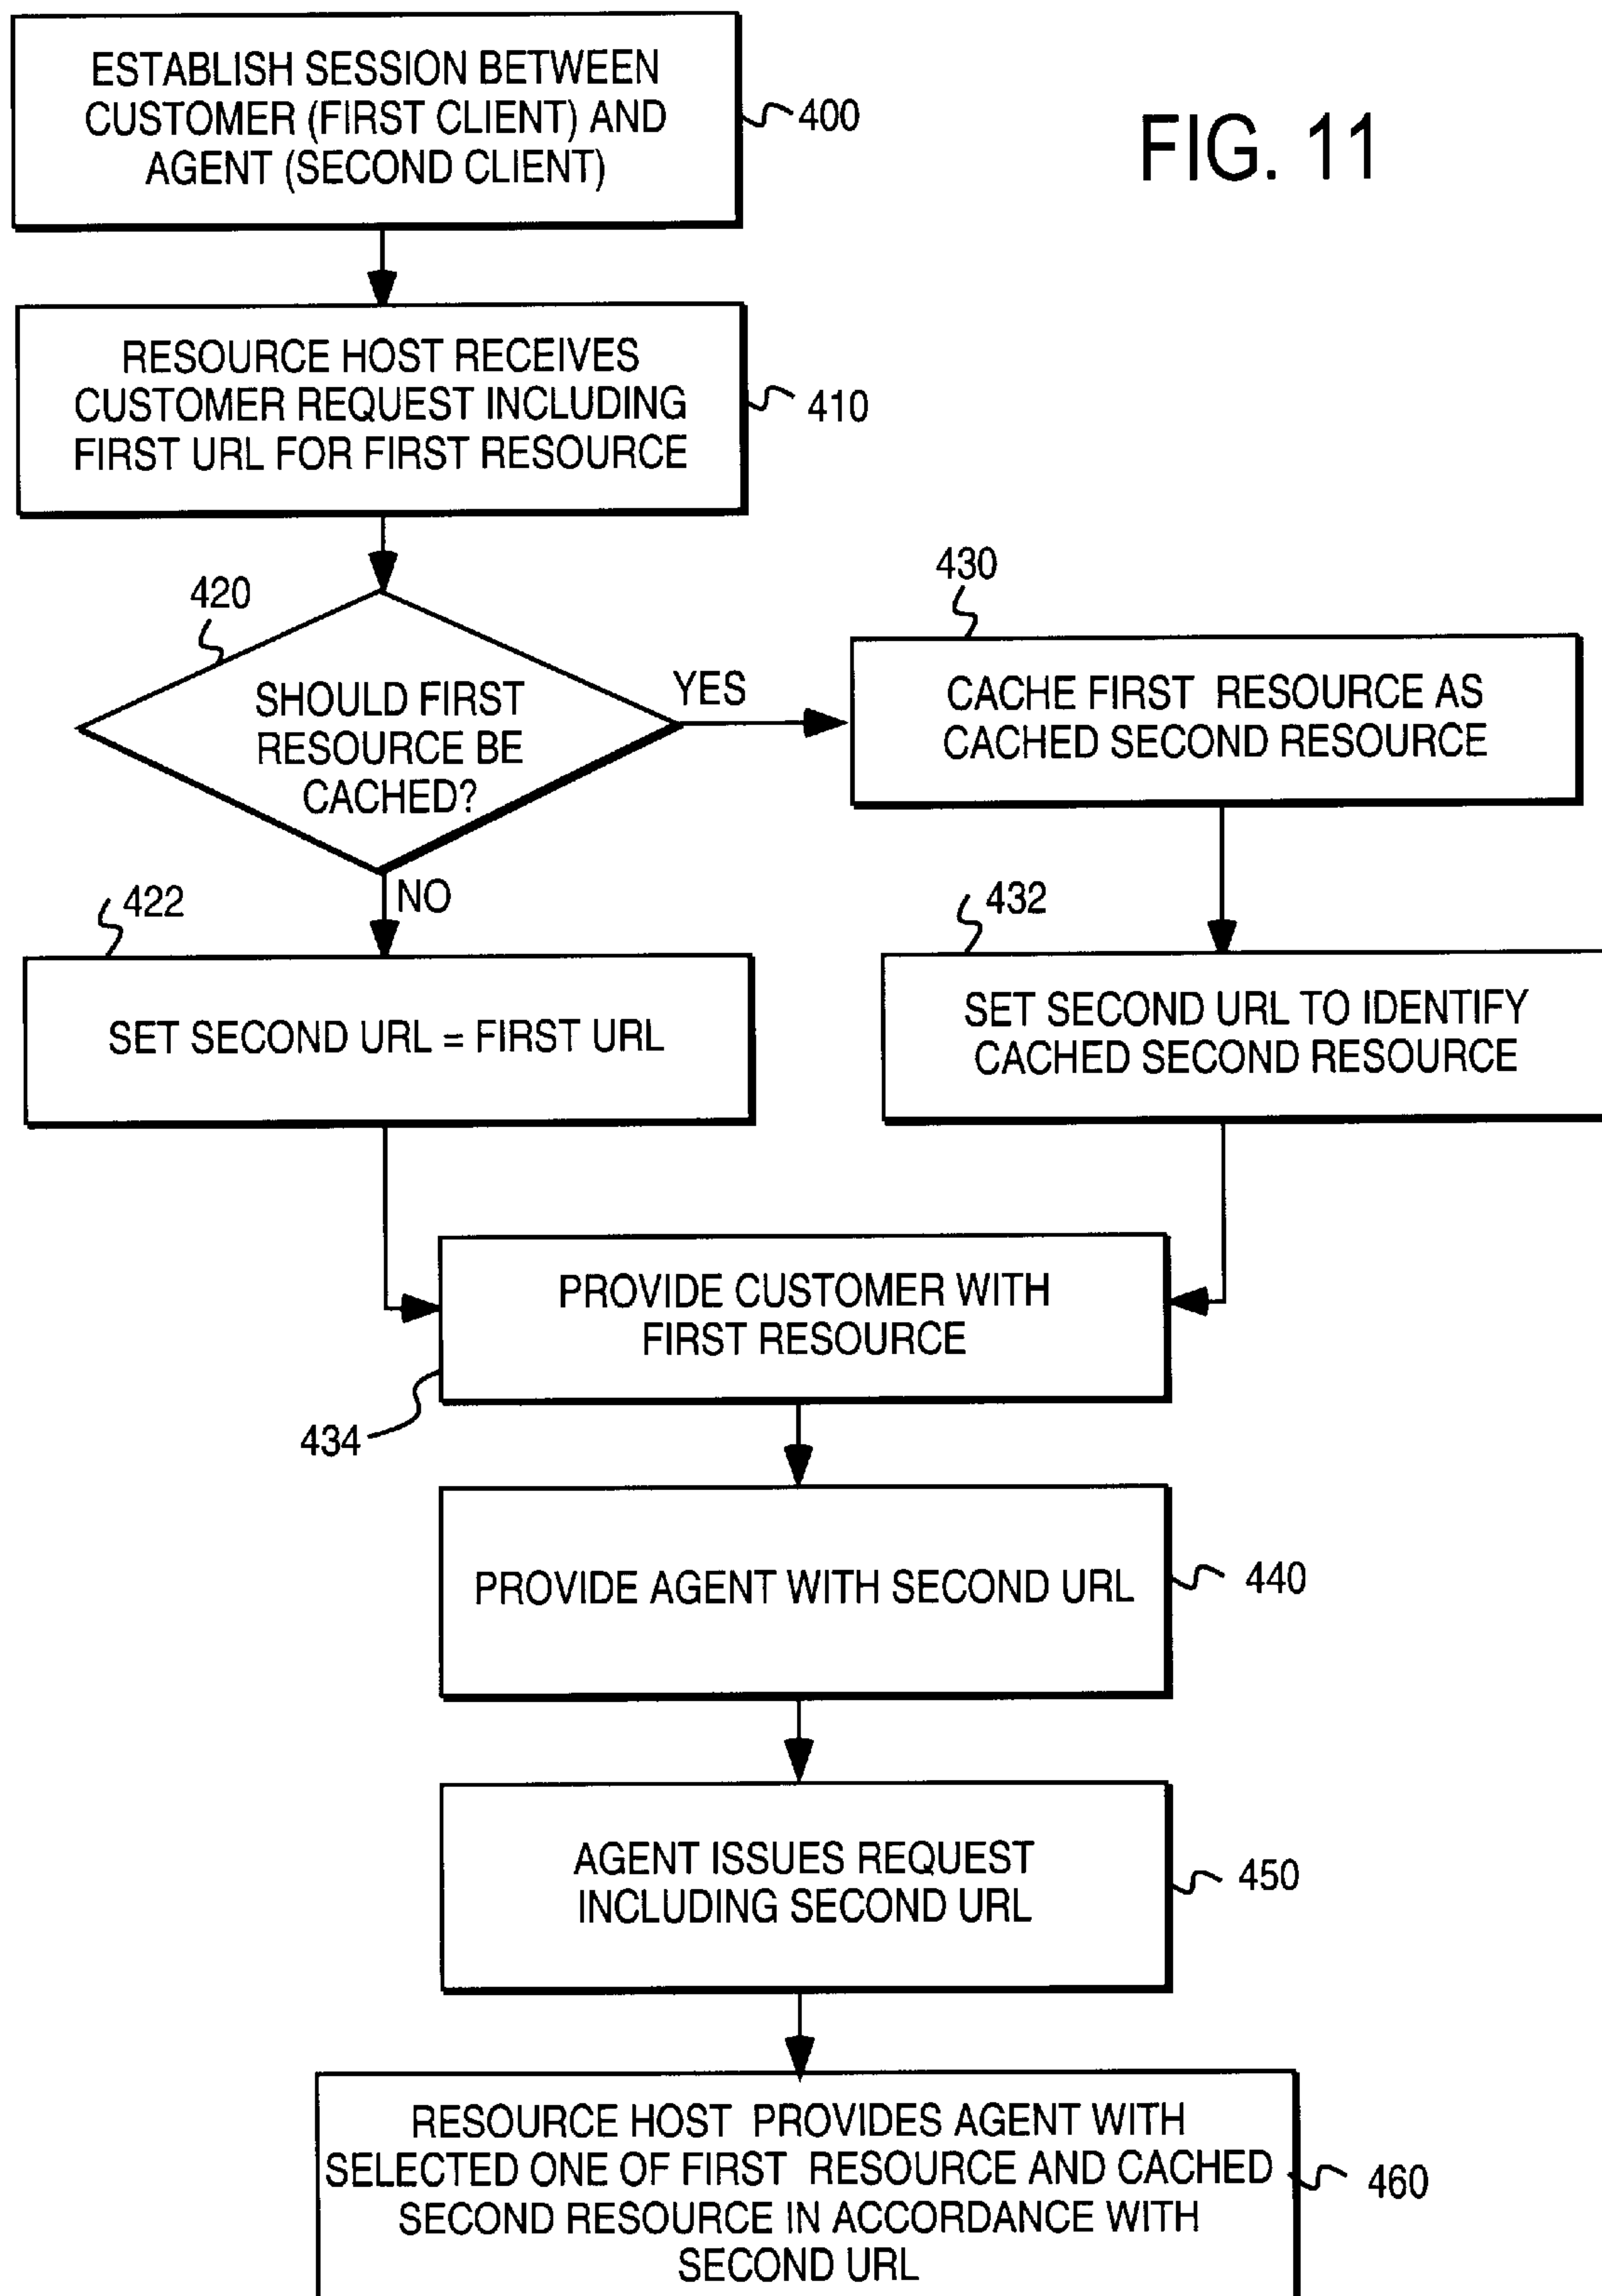 ESTABLISH SESSION BETWEEN
CUSTOMER (FIRST CLIENT) AND
AGENT (SECOND CLIENT)
400
FIG. 11
RESOURCE HOST RECEIVES
CUSTOMER REQUEST INCLUDING
FIRST URL FOR FIRST RESOURCE
410
420
SHOULD FIRST
RESOURCE BE
CACHED?
YES
NO
430
CACHE FIRST RESOURCE AS
CACHED SECOND RESOURCE
422
SET SECOND URL = FIRST URL
432
SET SECOND URL TO IDENTIFY
CACHED SECOND RESOURCE
PROVIDE CUSTOMER WITH
FIRST RESOURCE
434
PROVIDE AGENT WITH SECOND URL
440
AGENT ISSUES REQUEST
INCLUDING SECOND URL
450
RESOURCE HOST PROVIDES AGENT WITH
SELECTED ONE OF FIRST RESOURCE AND CACHED
SECOND RESOURCE IN ACCORDANCE WITH
SECOND URL
460